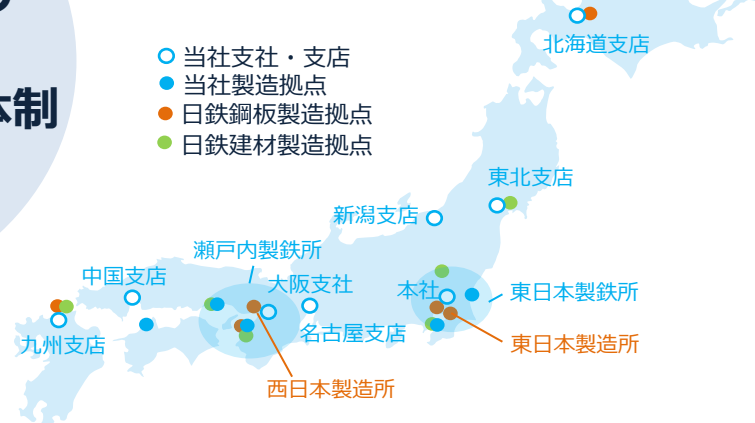 体制
当社支社・支店
当社製造拠点
日鉄鋼板製造拠点
日鉄建材製造拠点
北海道支店
東北支店
新潟支店
瀬戸内製鉄所
中国支店
大阪支社
本社
東日本製鉄所
九州支店
名古屋支店
東日本製造所
西日本製造所